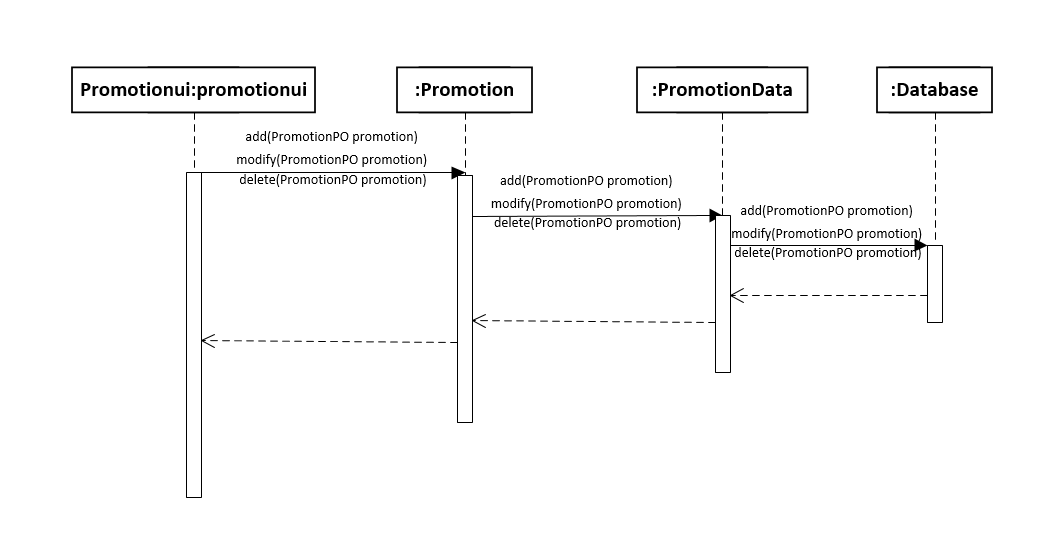 Promotionui:promotionui
:Promotion
:PromotionData
:Database
add(PromotionPO promotion)
modify(PromotionPO promotion)
delete(PromotionPO promotion)
add(PromotionPO promotion)
modify(PromotionPO promotion)
delete(PromotionPO promotion)
add(PromotionPO promotion)
modify(PromotionPO promotion)
delete(PromotionPO promotion)